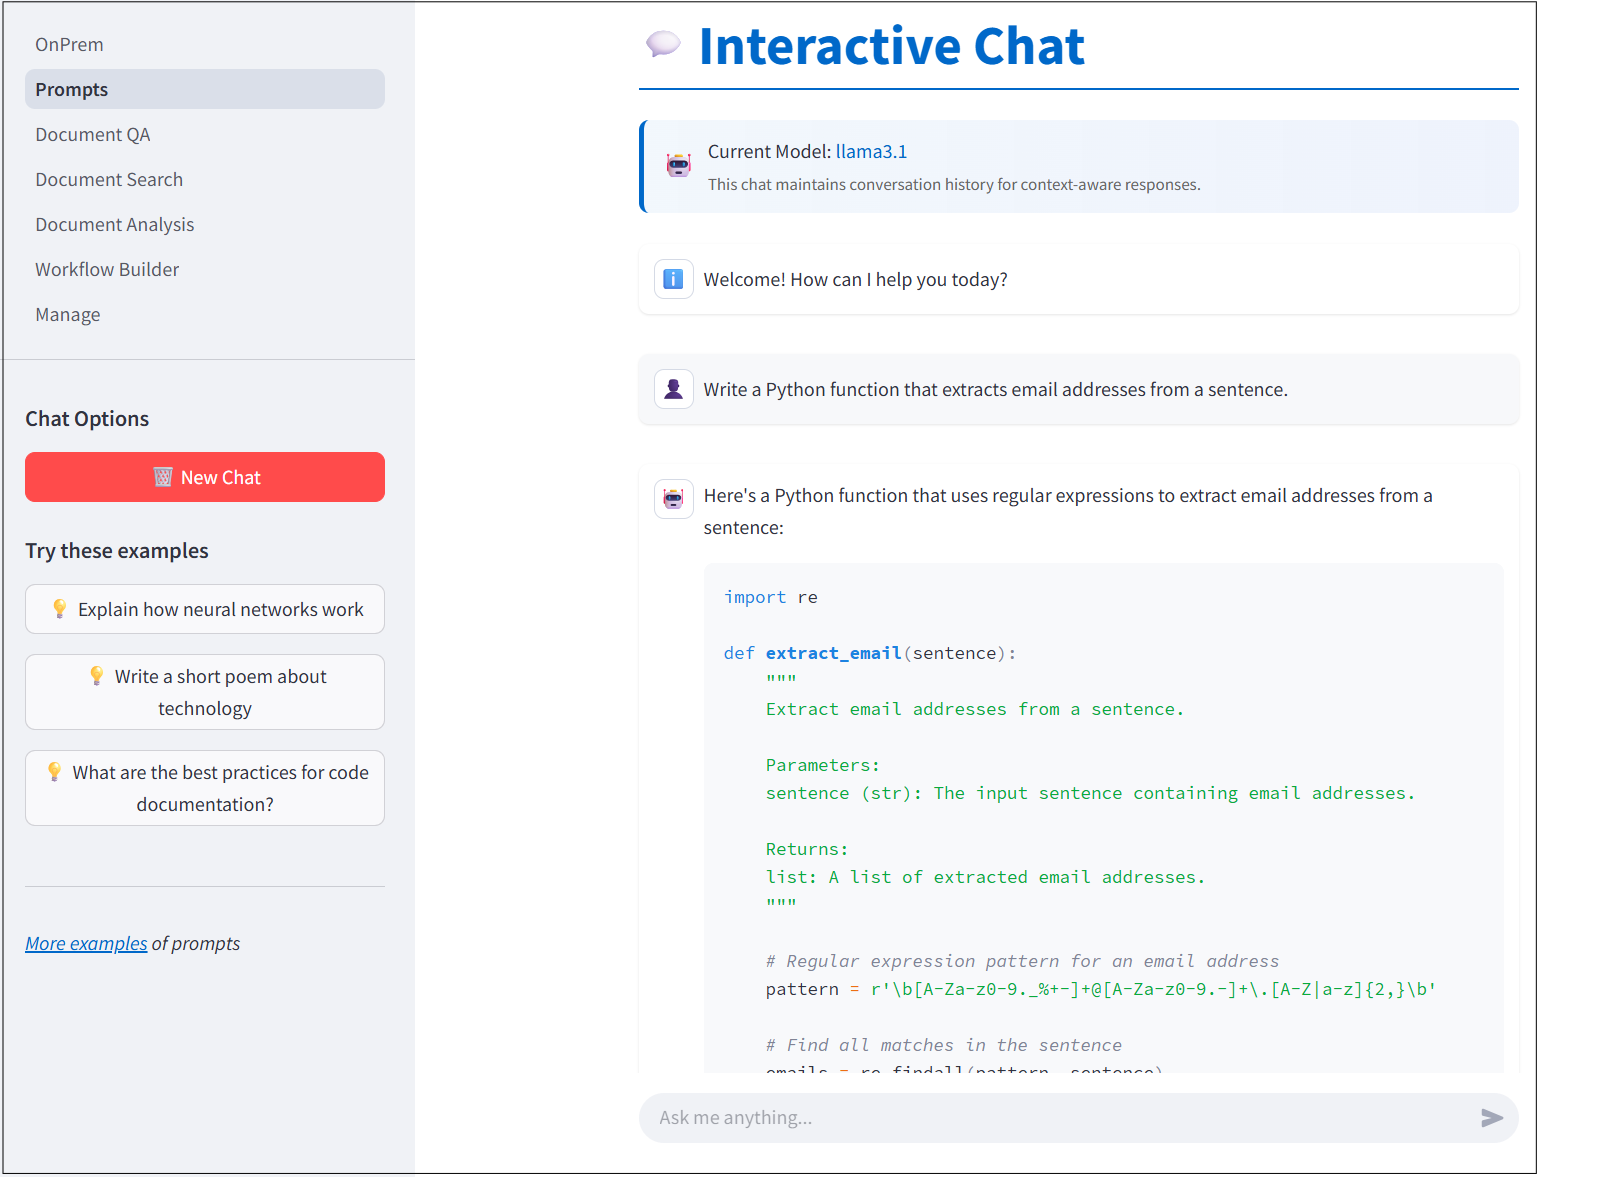 OnPrem
Prompts
Document QA
Document Search
Document Analysis
Workflow Builder
Manage
Chat Options
New Chat
Try these examples
Explain how neural networks work
Write a short poem about
technology
What are the best practices for code
documentation?
More examples of prompts
Interactive Chat
Current Model: llama3.1
This chat maintains conversation history for context-aware responses.
Welcome! How can I help you today?
Write a Python function that extracts email addresses from a sentence.
Here's a Python function that uses regular expressions to extract email addresses from a
sentence:
import re
def extract_email(sentence):
"""
Extract email addresses from a sentence.
Parameters:
sentence (str): The input sentence containing email addresses.
Returns:
list: A list of extracted email addresses.
"""
# Regular expression pattern for an email address
pattern = r'\b[A-Za-z0-9._%+-]+@[A-Za-z0-9.-]+\.[A-Z|a-z]{2,}\b'
# Find all matches in the sentence
emails = re.findall(pattern, sentence)
Ask me anything...